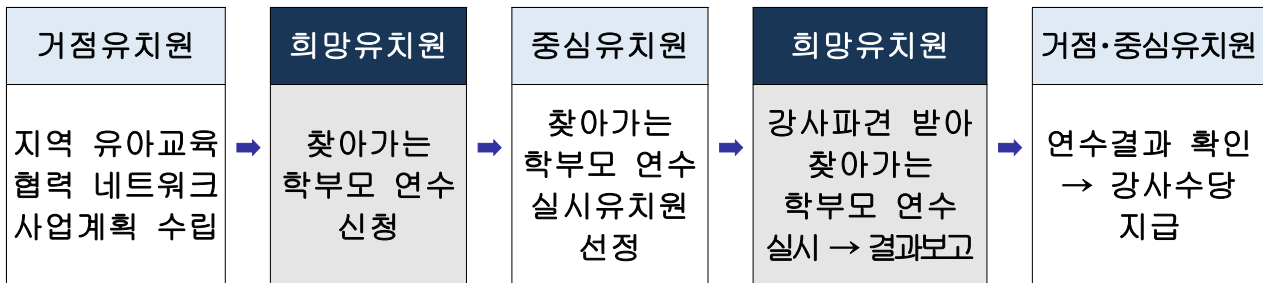 거점유치원
지역 유아교육
협력 네트워크
사업계획 수립
희망유치원
찾아가는
학부모 연수
신청
중심유치원
찾아가는
학부모 연수
실시유치원
선정
희망유치원
강사파견 받아
찾아가는
학부모 연수
실시 → 결과보고
거점·중심유치원
연수결과 확인
→ 강사수당
지급